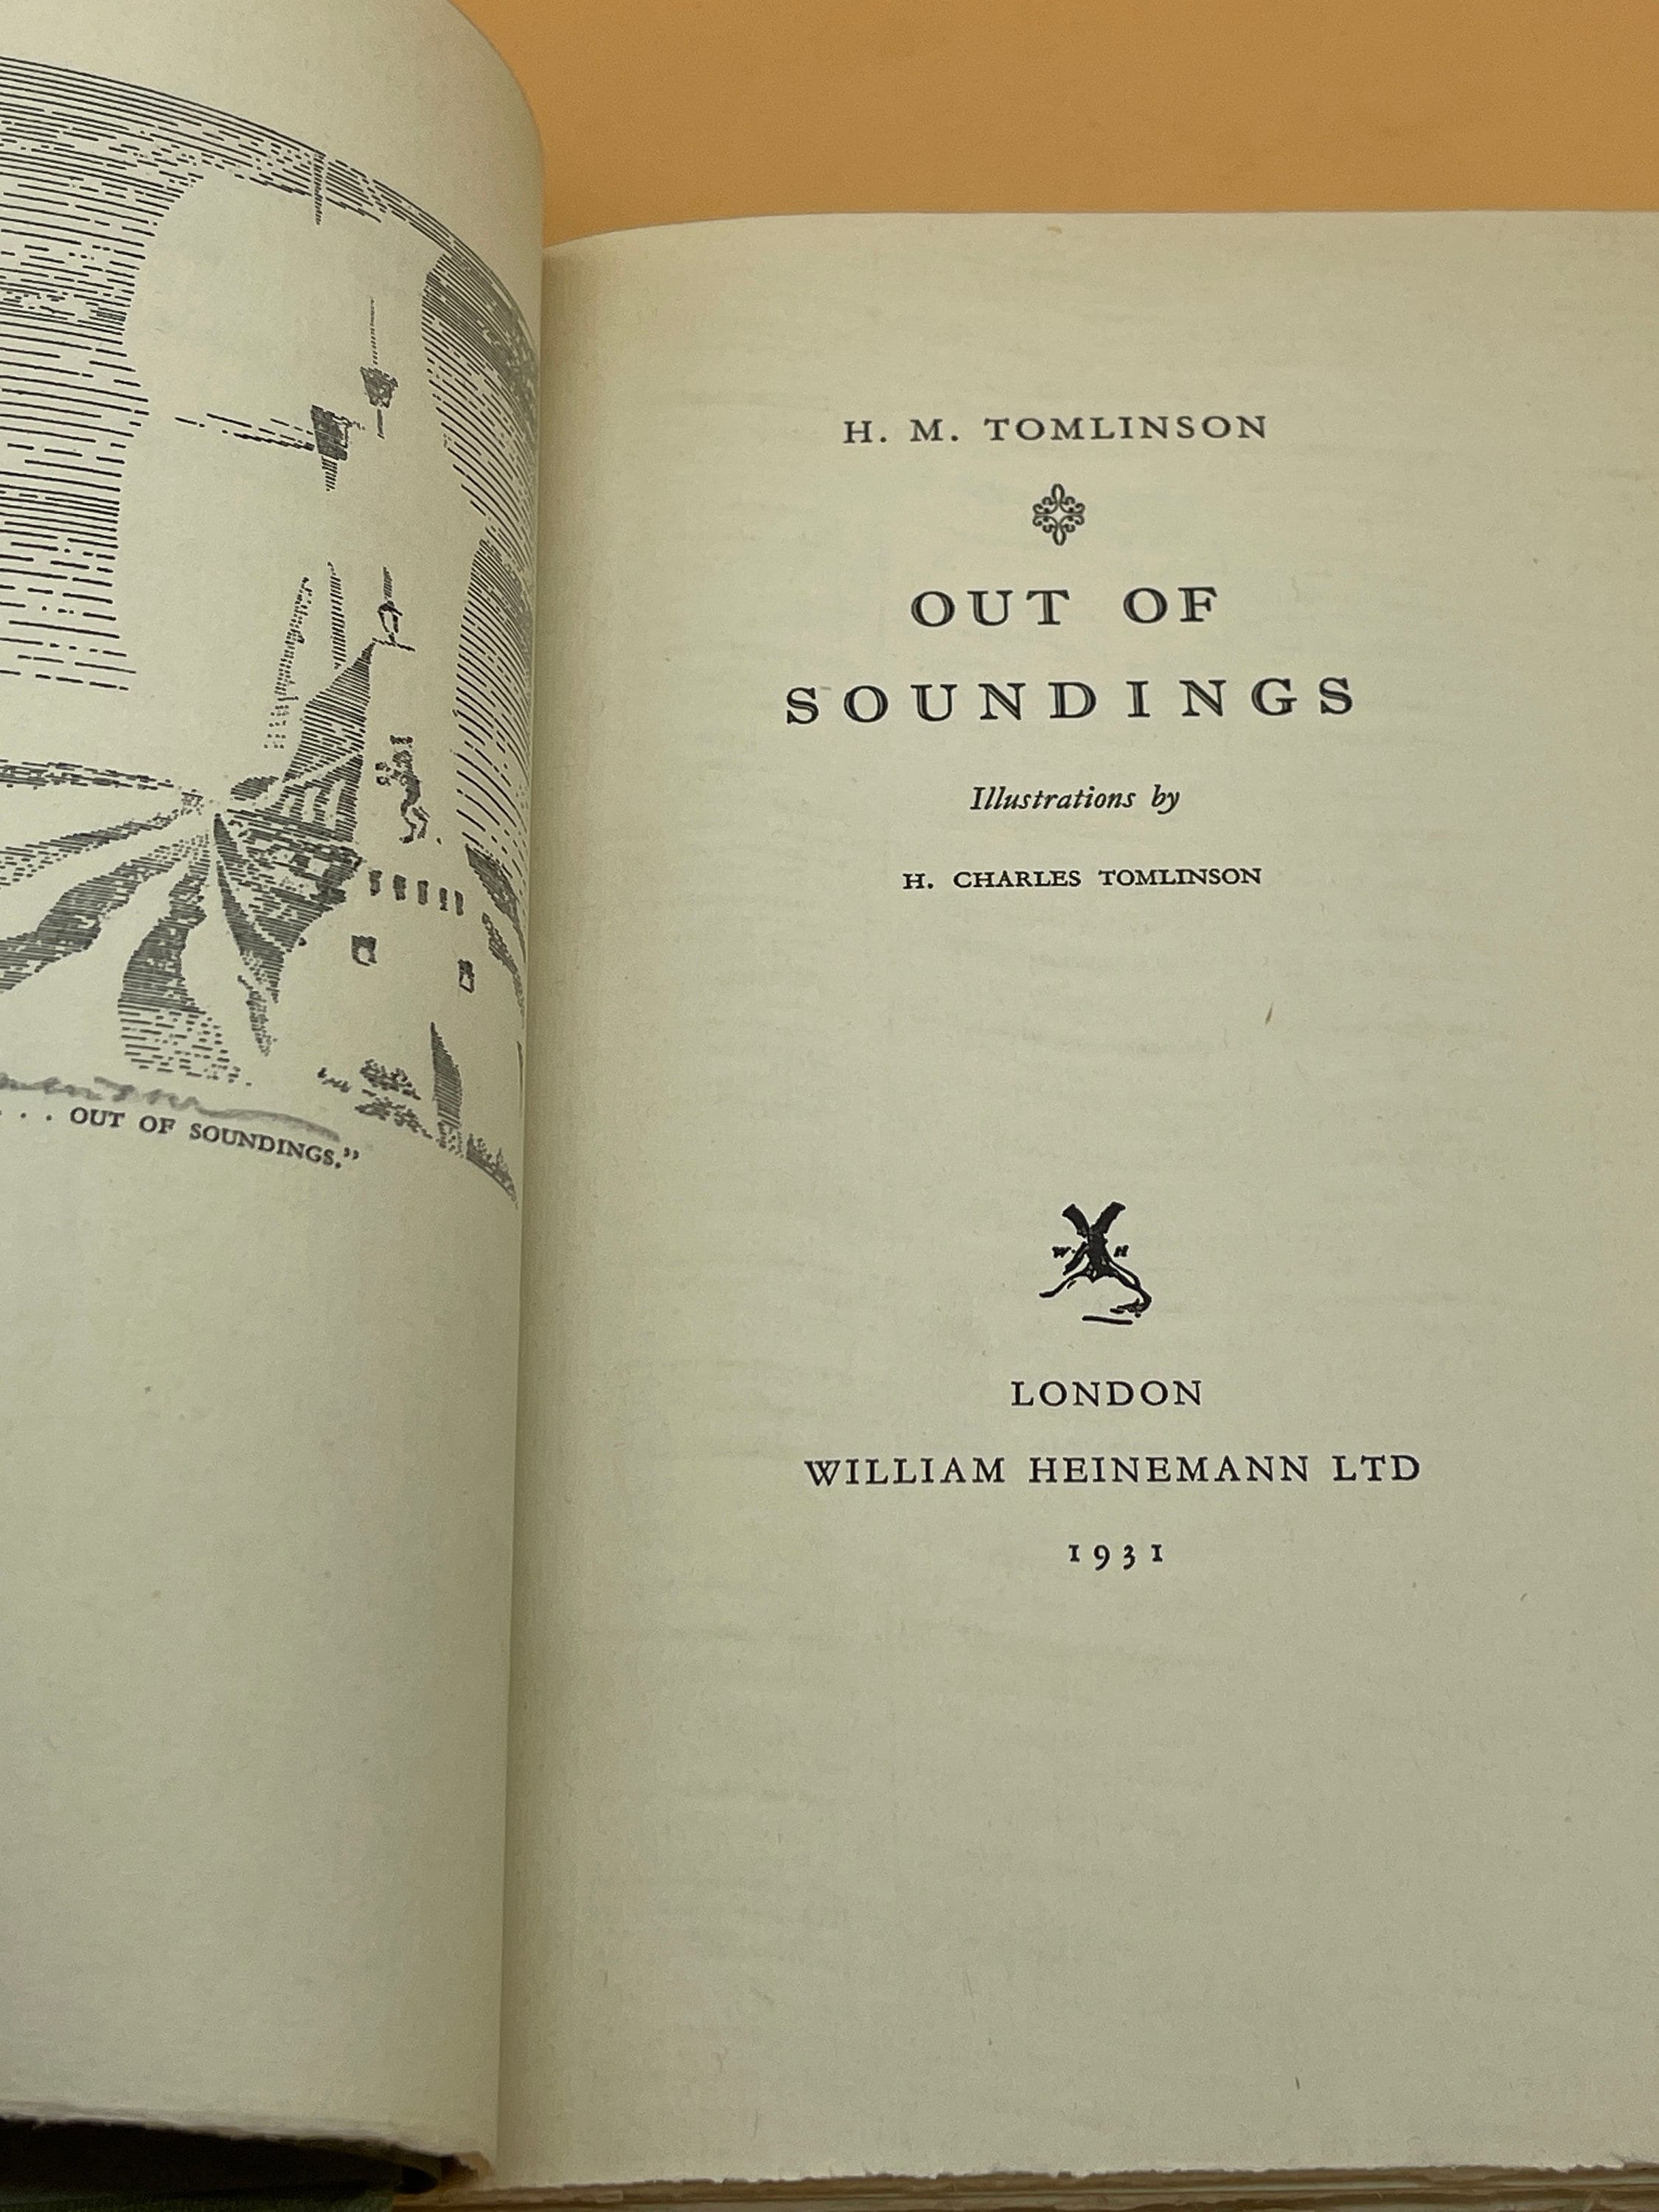 . . . OUT OF SOUNDINGS.”
H. M. TOMLINSON
OUT OF
SOUNDINGS
Illustrations by
H. CHARLES TOMLINSON
W H
LONDON
WILLIAM HEINEMANN LTD
1931